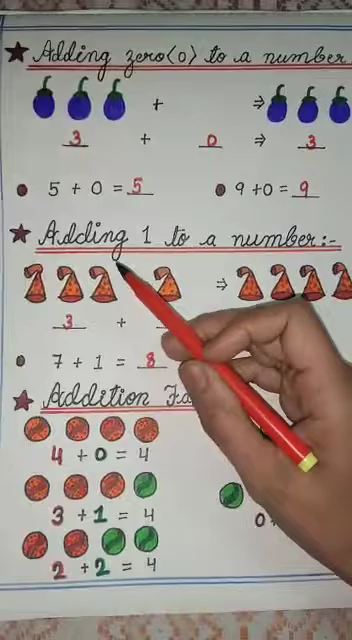 Adding zero(0) to a number
+ ⇒
3 + 0 ⇒ 3
5 + 0 = 5 9 + 0 = 9
Adding 1 to a number:-
⇒
3 +
7 + 1 = 8
Addition
4 + 0 = 4
3 + 1 = 4
0
2 + 2 = 4